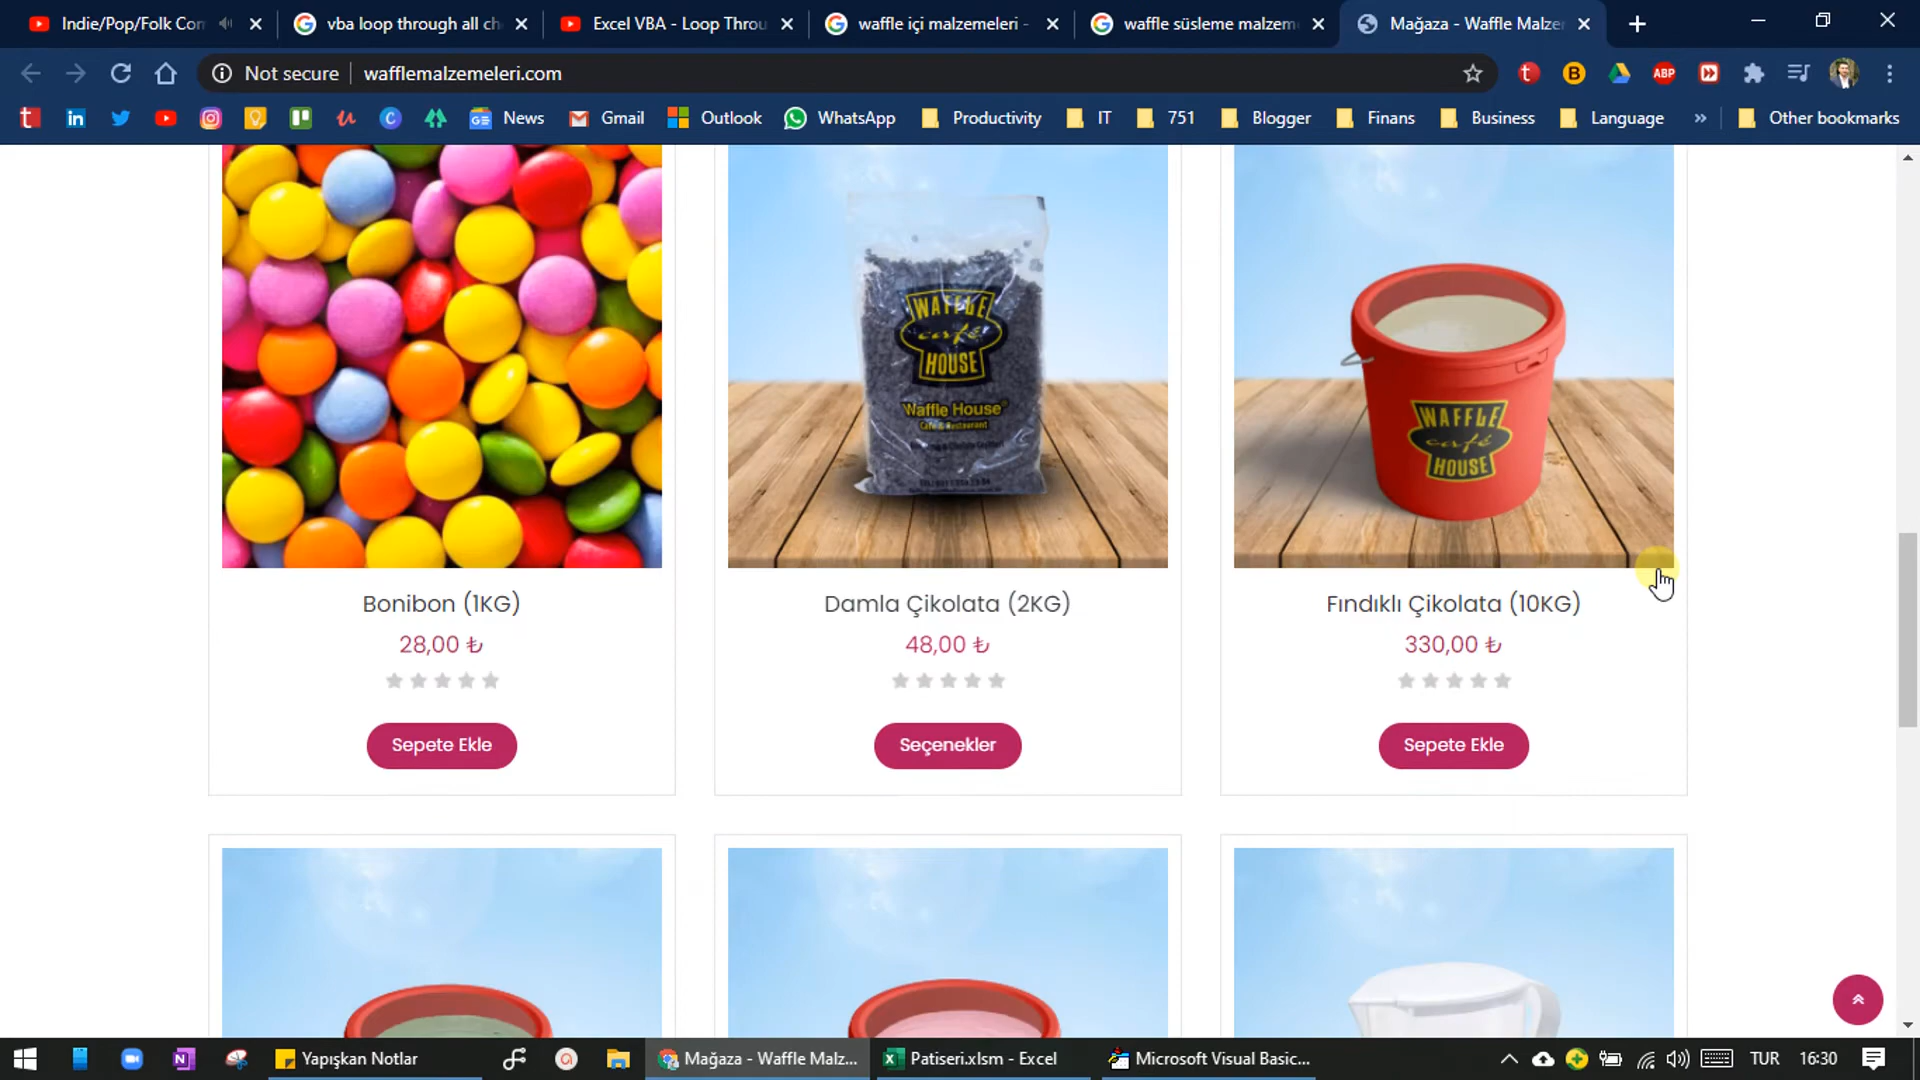 Indie/Pop/Folk Con
vba loop through all ch
Excel VBA - Loop Throu
waffle içi malzemeleri -
waffle süsleme malzem
Mağaza - Waffle Malze
Not secure
wafflemalzemeleri.com
ABP
News
Gmail
Outlook
WhatsApp
Productivity
IT
751
Blogger
Finans
Business
Language
»
Other bookmarks
WAFFLE
café
HOUSE
Waffle House®
Cafe & Restaurant
WAFFLE
café
HOUSE
Bonibon (1KG)
Damla Çikolata (2KG)
Fındıklı Çikolata (10KG)
28,00 ₺
48,00 ₺
330,00 ₺
Sepete Ekle
Seçenekler
Sepete Ekle
Yapışkan Notlar
Mağaza - Waffle Malz...
Patiseri.xlsm - Excel
Microsoft Visual Basic...
TUR
16:30